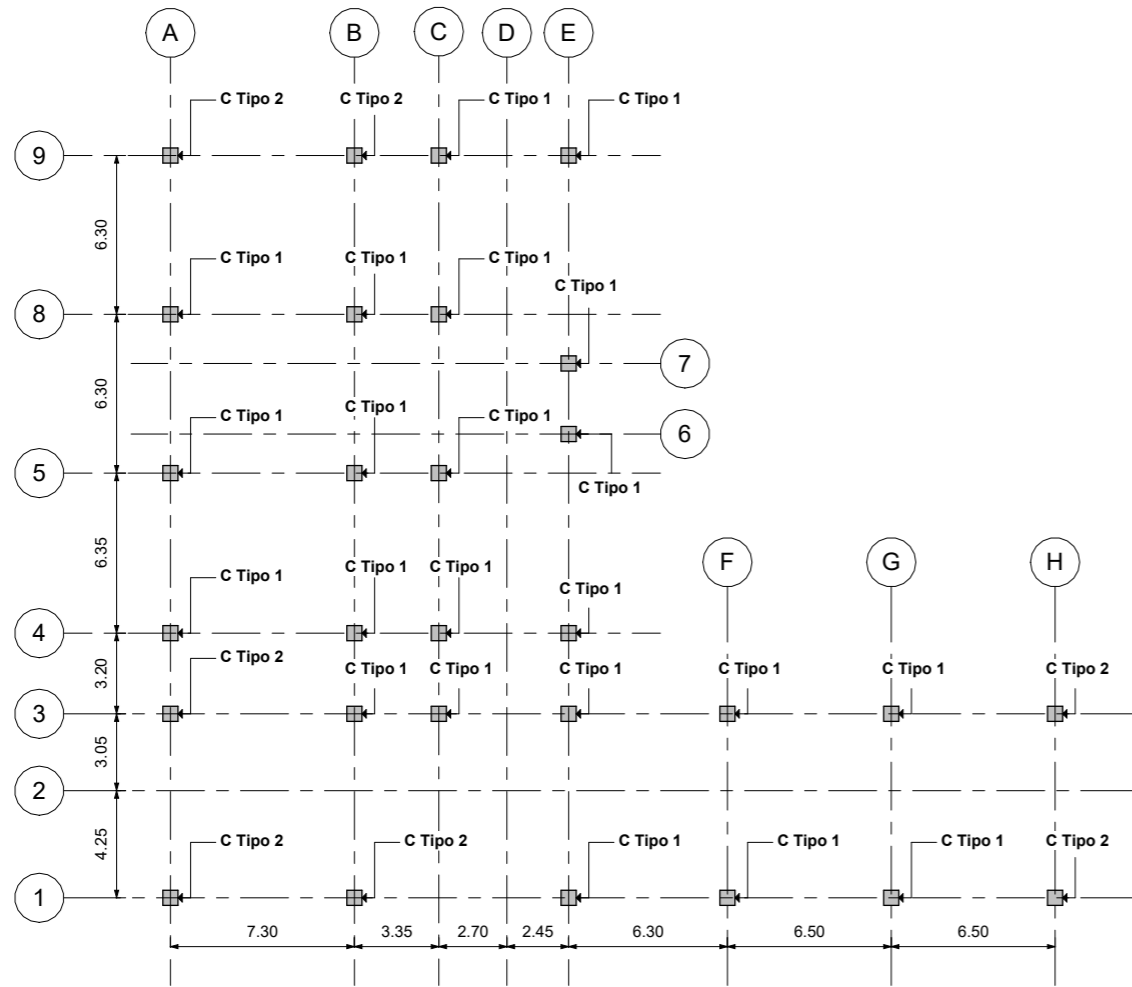 A B C D E
C Tipo 2 C Tipo 2 C Tipo 1 C Tipo 1
9
6.30
C Tipo 1 C Tipo 1 C Tipo 1
C Tipo 1
8
7
6.30
C Tipo 1 C Tipo 1 C Tipo 1
6
5
C Tipo 1
6.35
F G H
C Tipo 1 C Tipo 1 C Tipo 1
C Tipo 1
4
3.20
C Tipo 2 C Tipo 1 C Tipo 1 C Tipo 1 C Tipo 1 C Tipo 1 C Tipo 2
3
3.05
2
4.25
C Tipo 2 C Tipo 2 C Tipo 1 C Tipo 1 C Tipo 1 C Tipo 2
1
7.30 3.35 2.70 2.45 6.30 6.50 6.50